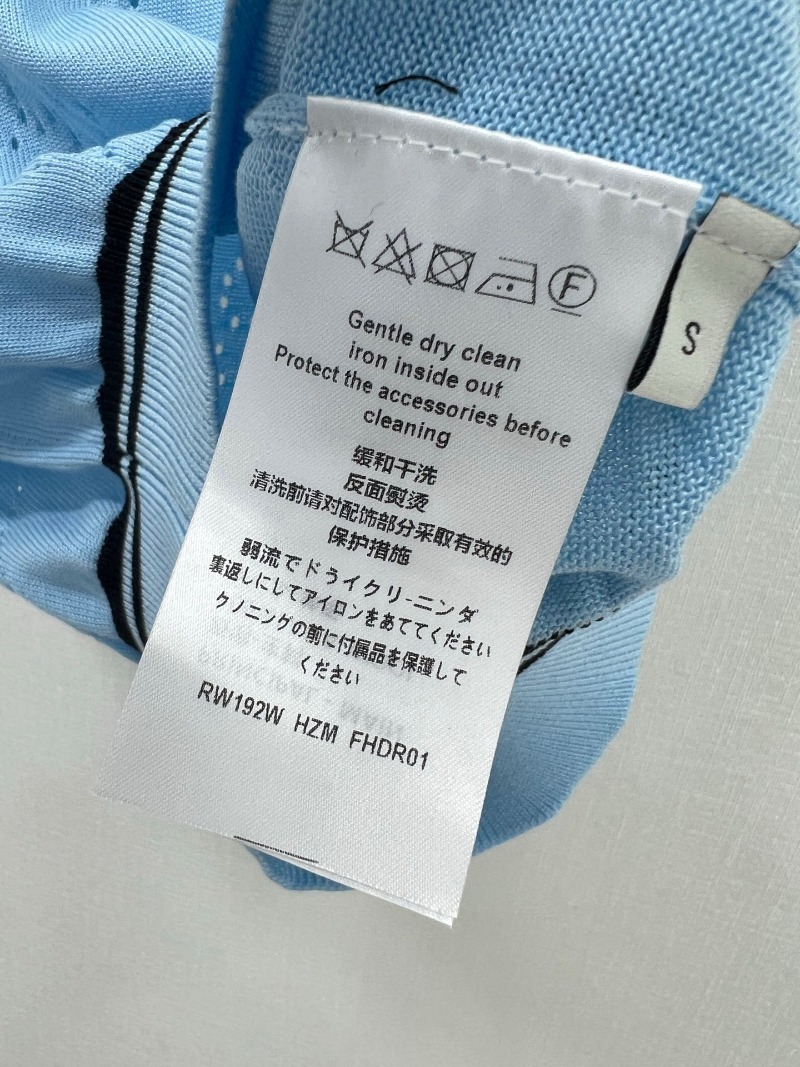 F
Gentle dry clean
iron inside out
Protect the accessories before
cleaning
缓和干洗
反面熨烫
清洗前请对配饰部分采取有效的
保护措施
弱流でドライクリ-ニンダ
裏返しにしてアイロンをあててください
クノニングの前に付属品を保護して
ください
RW192W HZM FHDR01
S